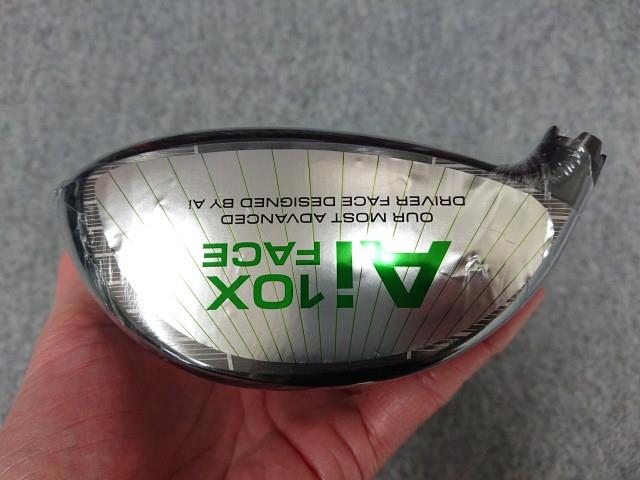 Ai 10X
FACE
OUR MOST ADVANCED
DRIVER FACE DESIGNED BY Ai